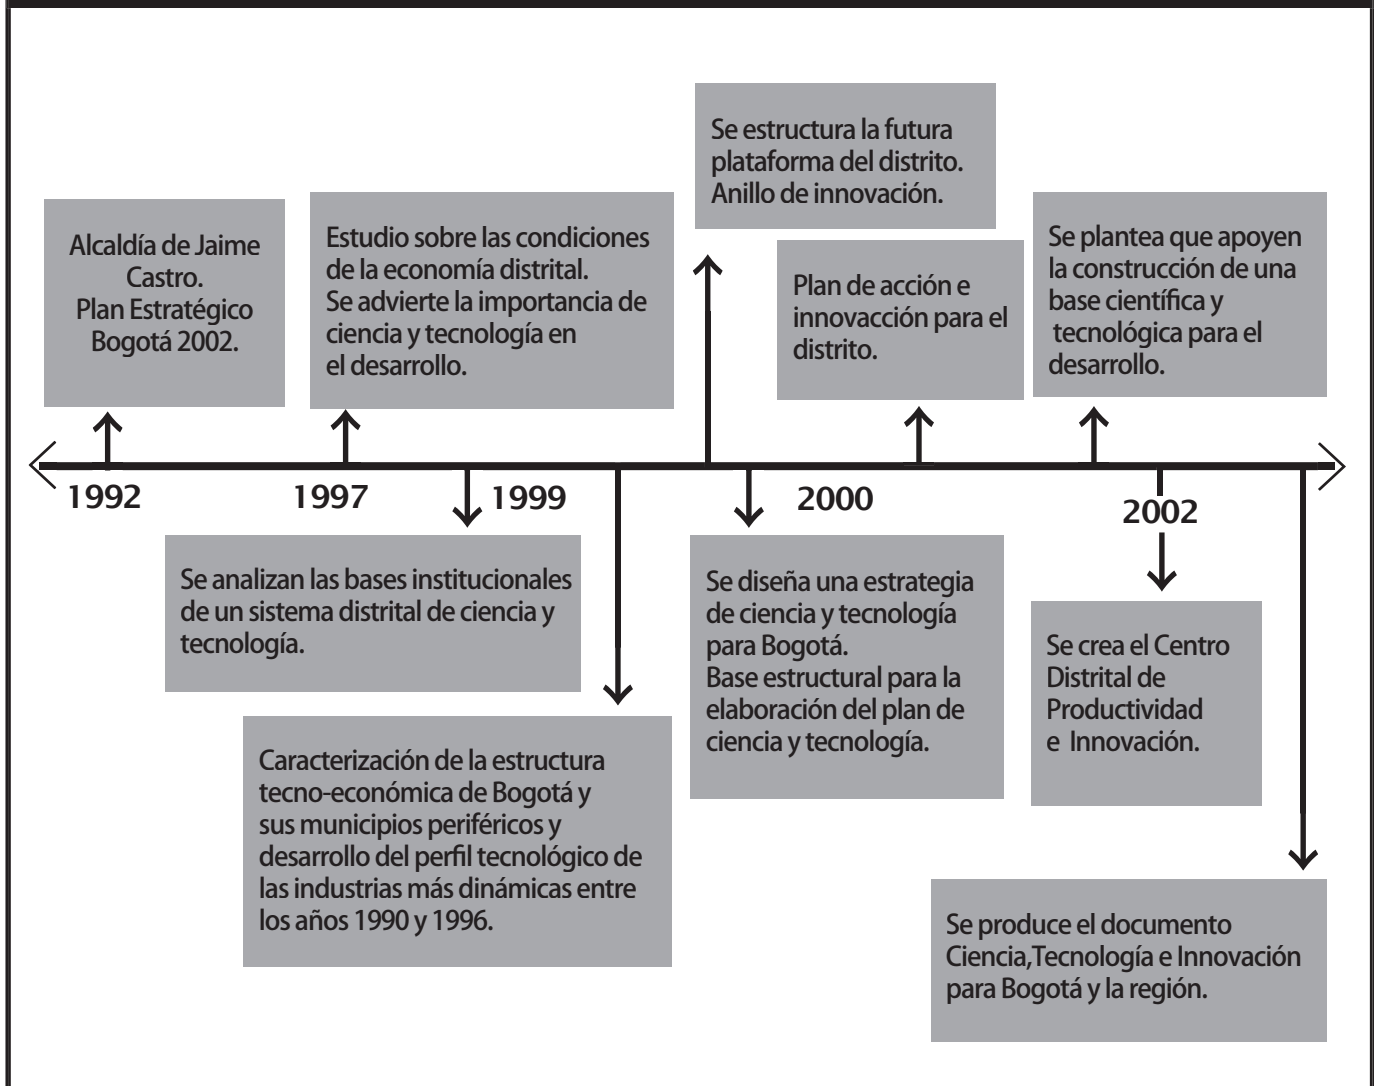 Se estructura la futura
plataforma del distrito.
Anillo de innovación.
Alcaldía de Jaime
Castro.
Plan Estratégico
Bogotá 2002.
Estudio sobre las condiciones
de la economía distrital.
Se advierte la importancia de
ciencia y tecnología en
el desarrollo.
Plan de acción e
innovacción para el
distrito.
Se plantea que apoyen
la construcción de una
base científica y
tecnológica para el
desarrollo.
1992
1997
1999
2000
2002
Se analizan las bases institucionales
de un sistema distrital de ciencia y
tecnología.
Se diseña una estrategia
de ciencia y tecnología
para Bogotá.
Base estructural para la
elaboración del plan de
ciencia y tecnología.
Se crea el Centro
Distrital de
Productividad
e Innovación.
Caracterización de la estructura
tecno-económica de Bogotá y
sus municipios periféricos y
desarrollo del perfil tecnológico de
las industrias más dinámicas entre
los años 1990 y 1996.
Se produce el documento
Ciencia,Tecnología e Innovación
para Bogotá y la región.